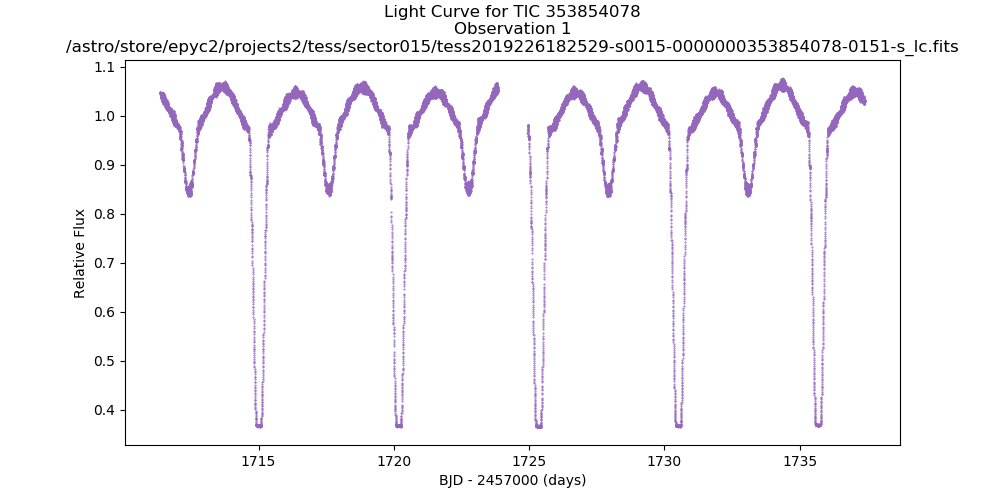 Light Curve for TIC 353854078
Observation 1
/astro/store/epyc2/projects2/tess/sector015/tess2019226182529-s0015-0000000353854078-0151-s_lc.fits
1.1
1.0
0.9
0.8
0.7
0.6
0.5
0.4
Relative Flux
1715
1720
1725
1730
1735
BJD - 2457000 (days)